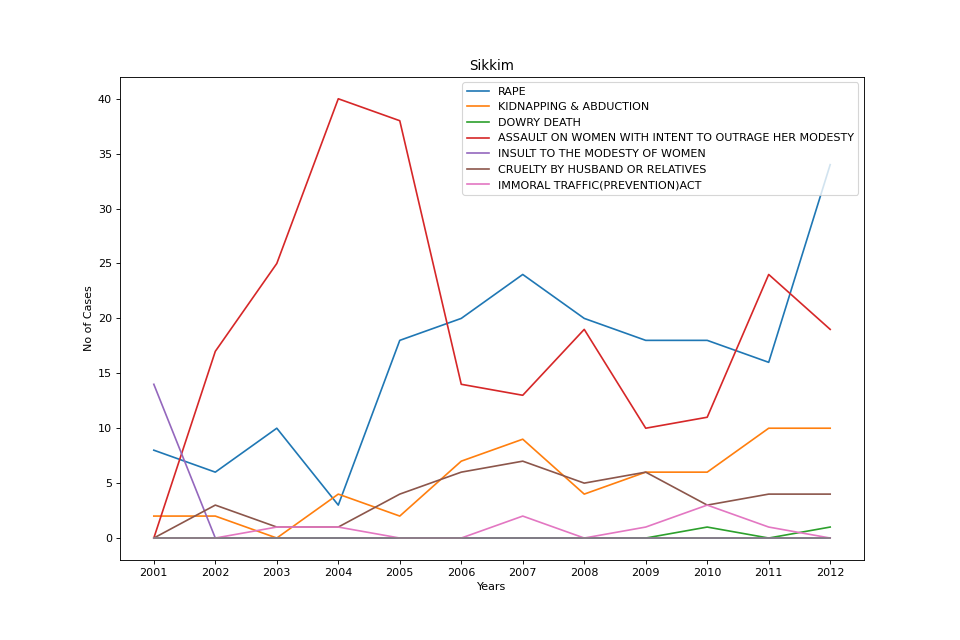 Sikkim
RAPE
KIDNAPPING & ABDUCTION
DOWRY DEATH
ASSAULT ON WOMEN WITH INTENT TO OUTRAGE HER MODESTY
INSULT TO THE MODESTY OF WOMEN
CRUELTY BY HUSBAND OR RELATIVES
IMMORAL TRAFFIC(PREVENTION)ACT
No of Cases
40
35
30
25
20
15
10
5
0
2001 2002 2003 2004 2005 2006 2007 2008 2009 2010 2011 2012
Years